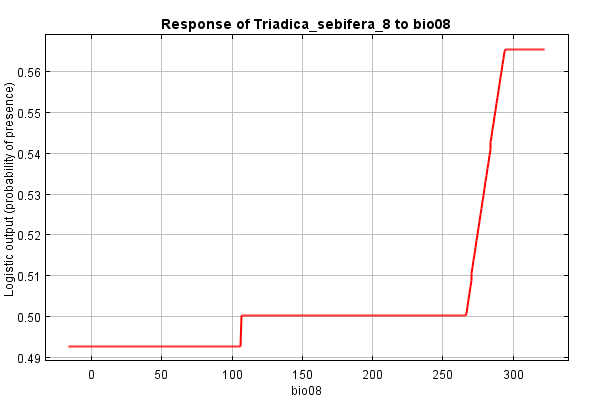 Response of Triadica_sebifera_8 to bio08
Logistic output (probability of presence)
0.56
0.55
0.54
0.53
0.52
0.51
0.50
0.49
0 50 100 150 200 250 300
bio08